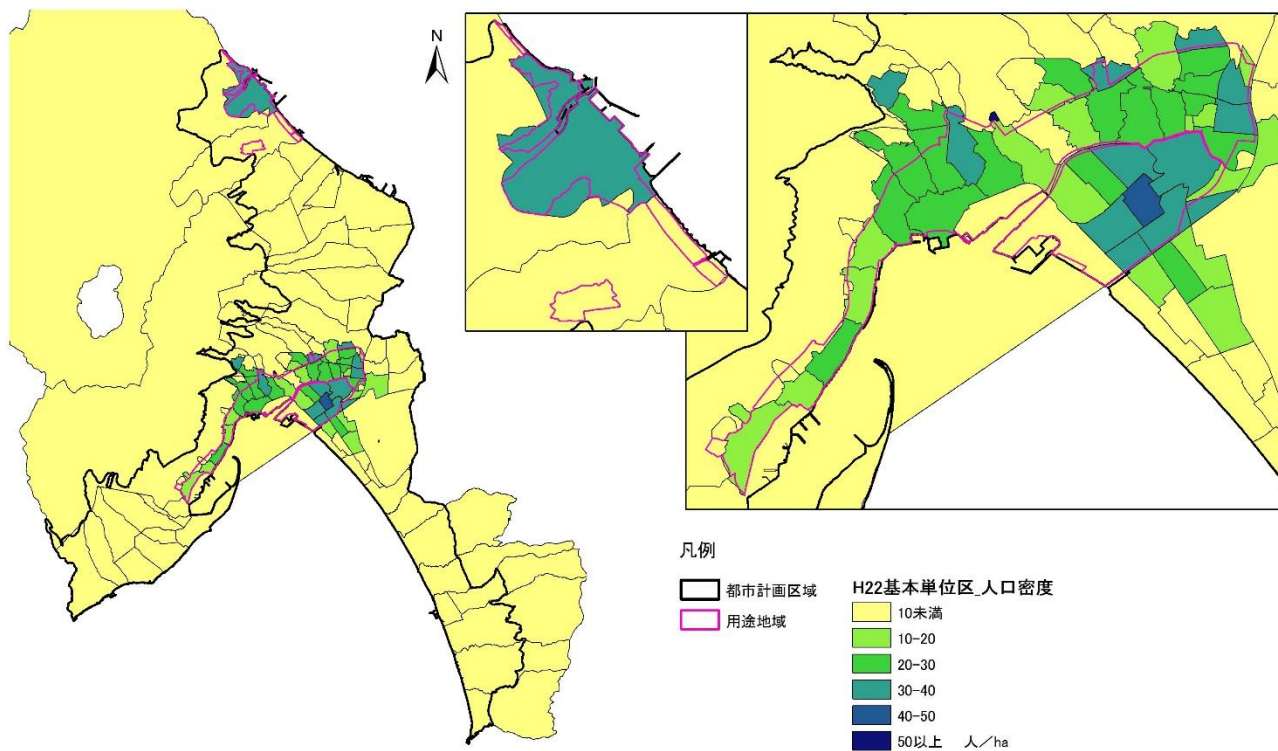 N
凡例
都市計画区域
用途地域
H22基本単位区_人口密度
10未満
10-20
20-30
30-40
40-50
50以上 人/ha